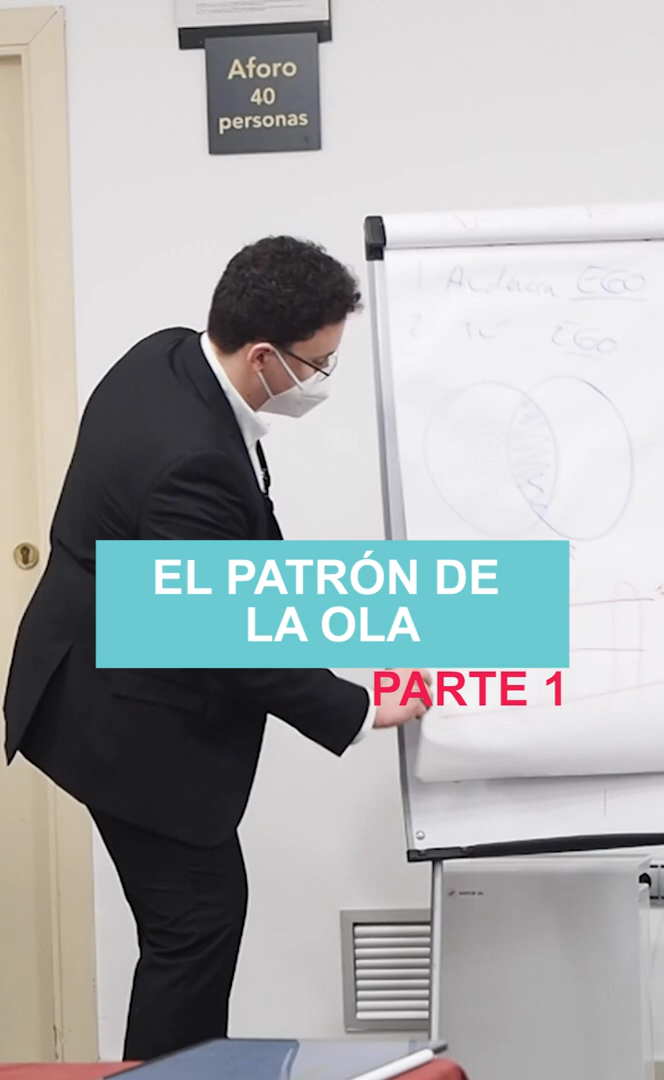 Aforo
40
personas
EGO
EGO
EL PATRÓN DE
LA OLA
PARTE 1